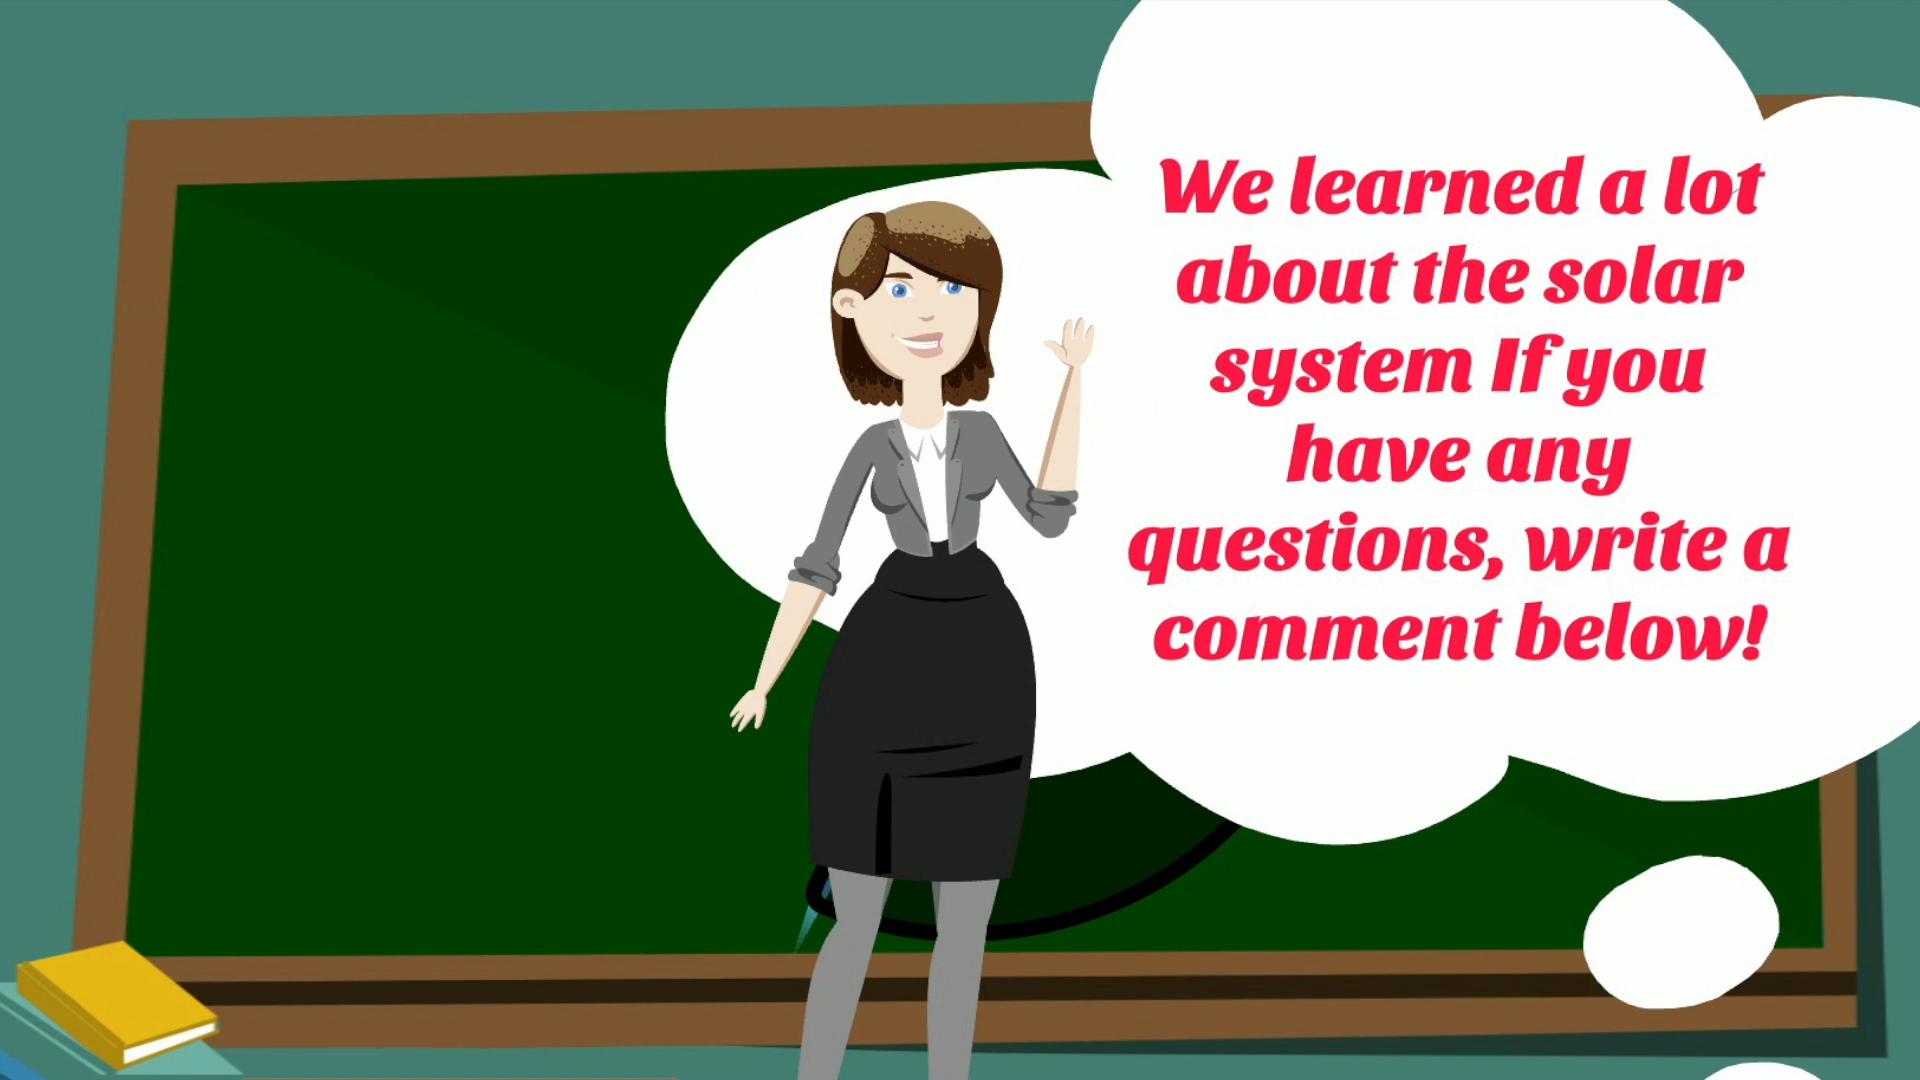 We learned a lot
about the solar
system If you
have any
questions, write a
comment below!